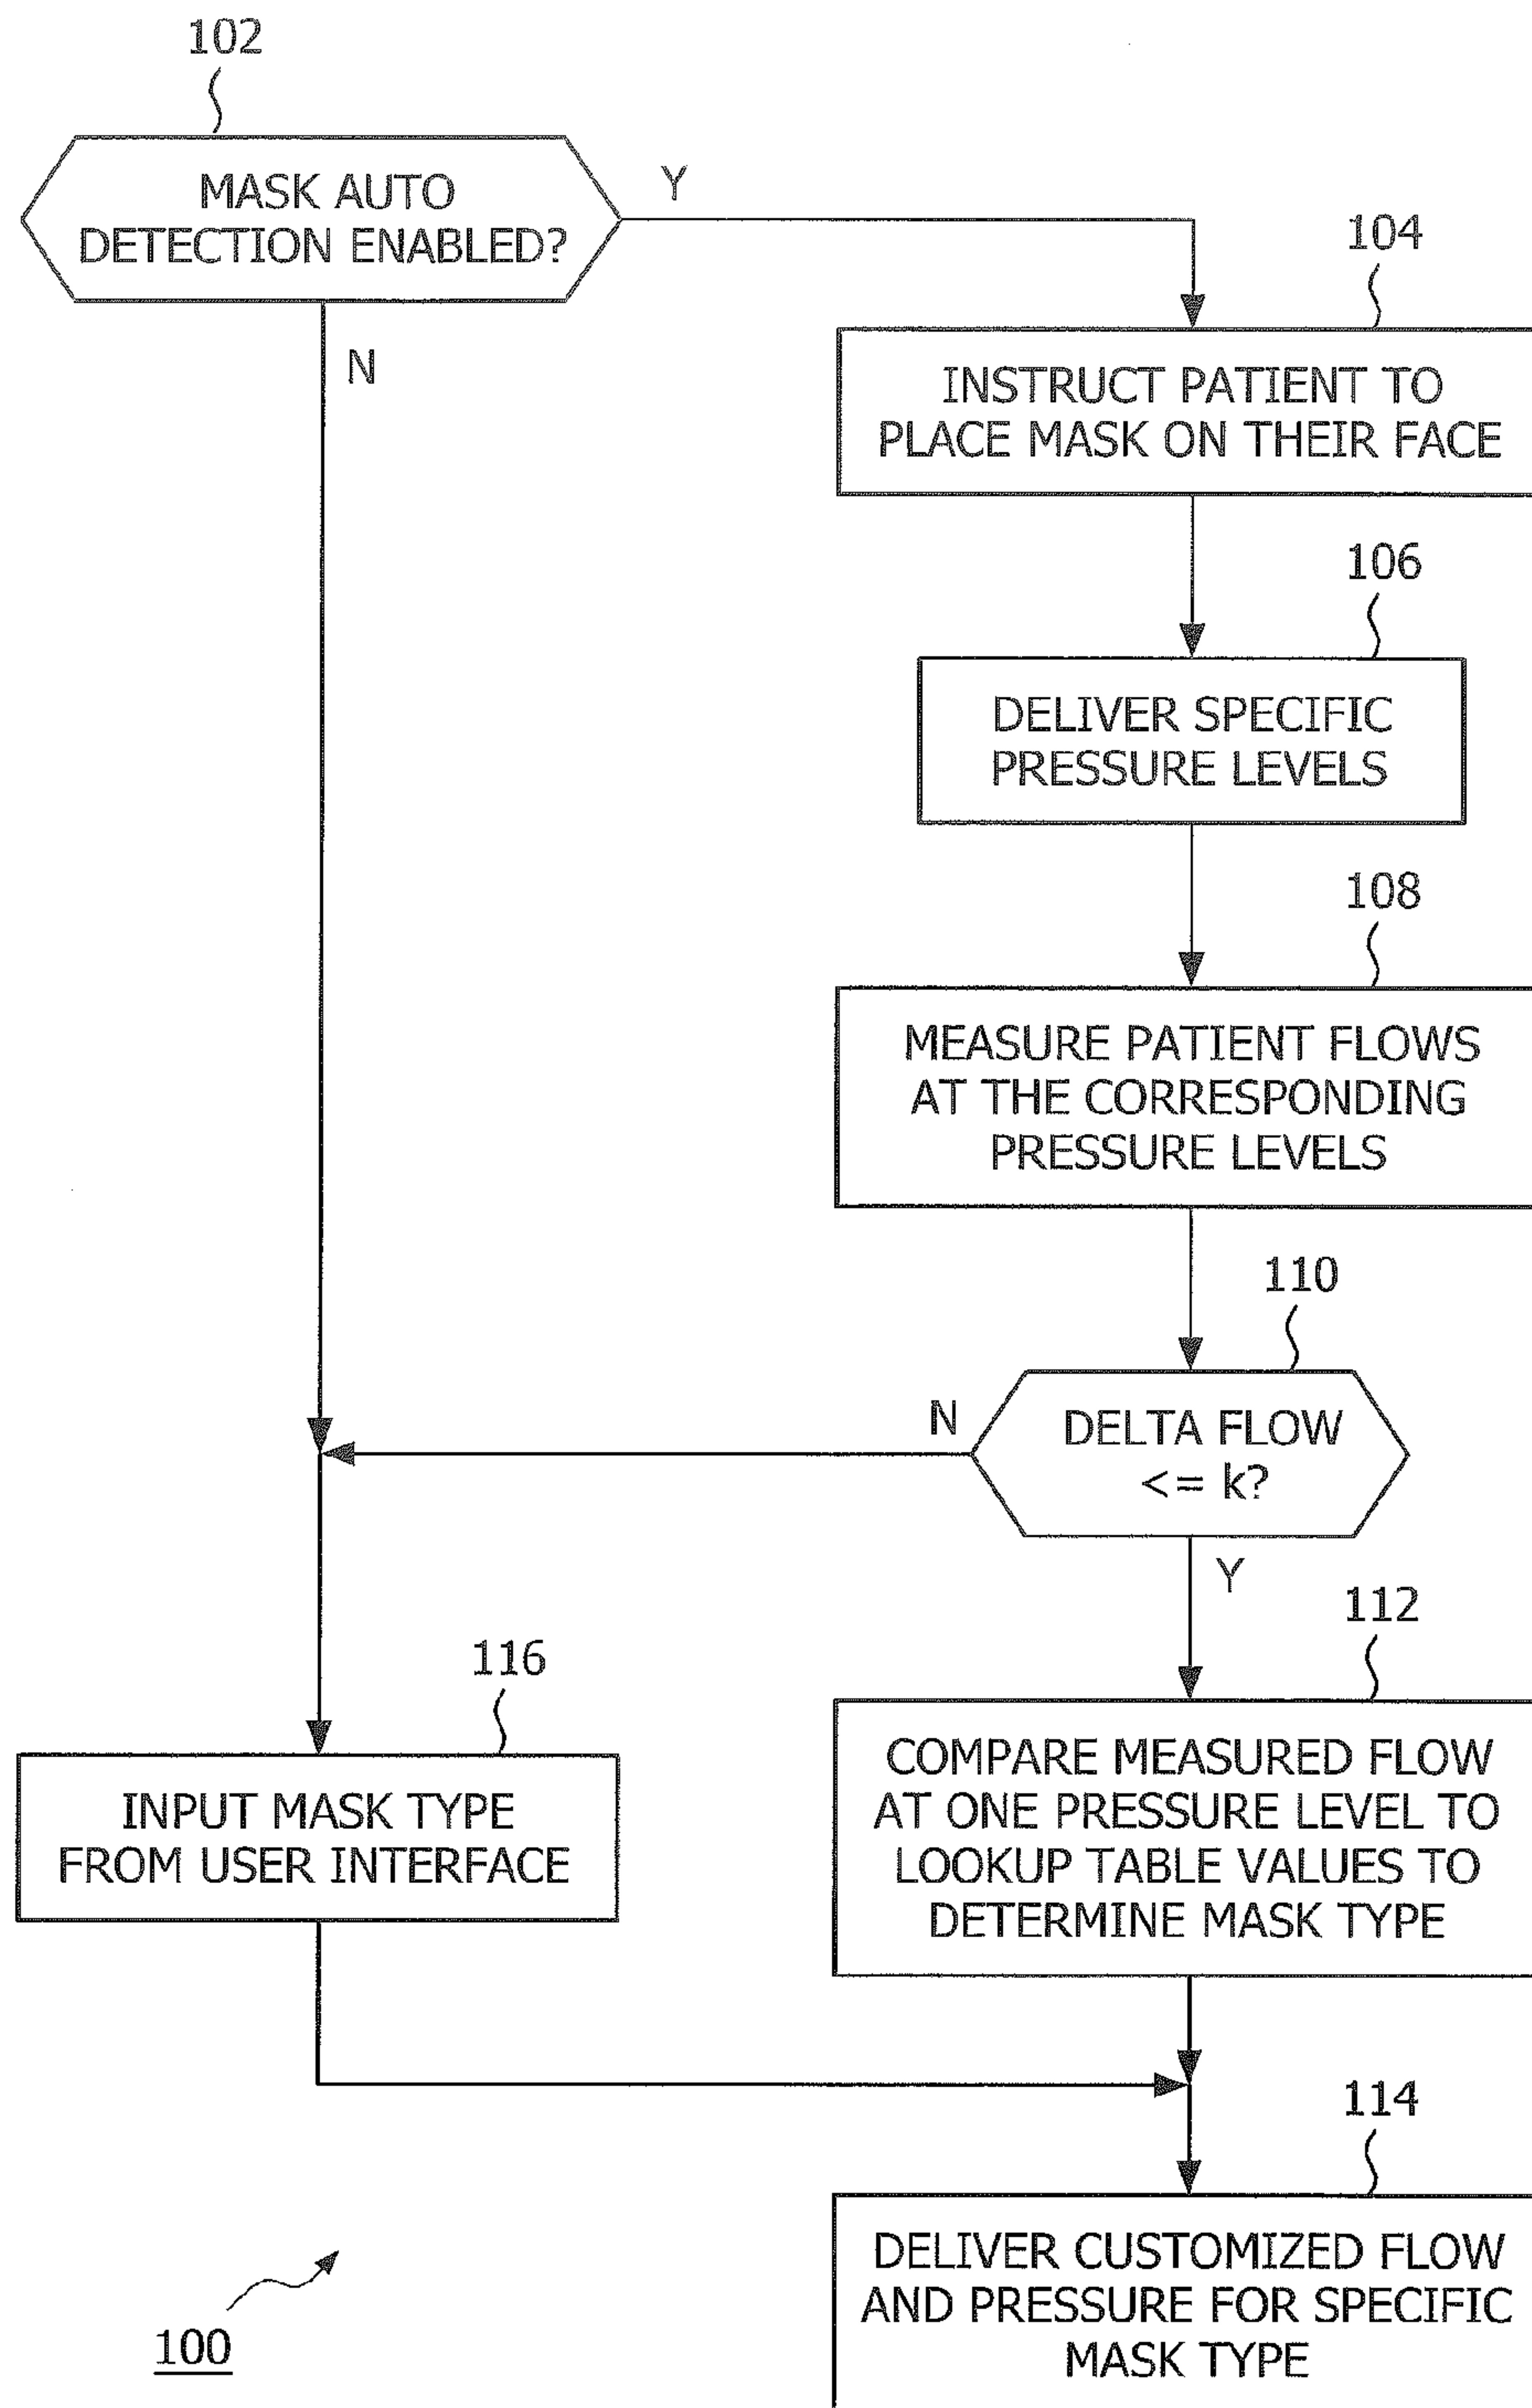 102
MASK AUTO
DETECTION ENABLED?
Y
N
104
INSTRUCT PATIENT TO
PLACE MASK ON THEIR FACE
106
DELIVER SPECIFIC
PRESSURE LEVELS
108
MEASURE PATIENT FLOWS
AT THE CORRESPONDING
PRESSURE LEVELS
110
DELTA FLOW
<= k?
N
Y
112
COMPARE MEASURED FLOW
AT ONE PRESSURE LEVEL TO
LOOKUP TABLE VALUES TO
DETERMINE MASK TYPE
116
INPUT MASK TYPE
FROM USER INTERFACE
114
DELIVER CUSTOMIZED FLOW
AND PRESSURE FOR SPECIFIC
MASK TYPE
100